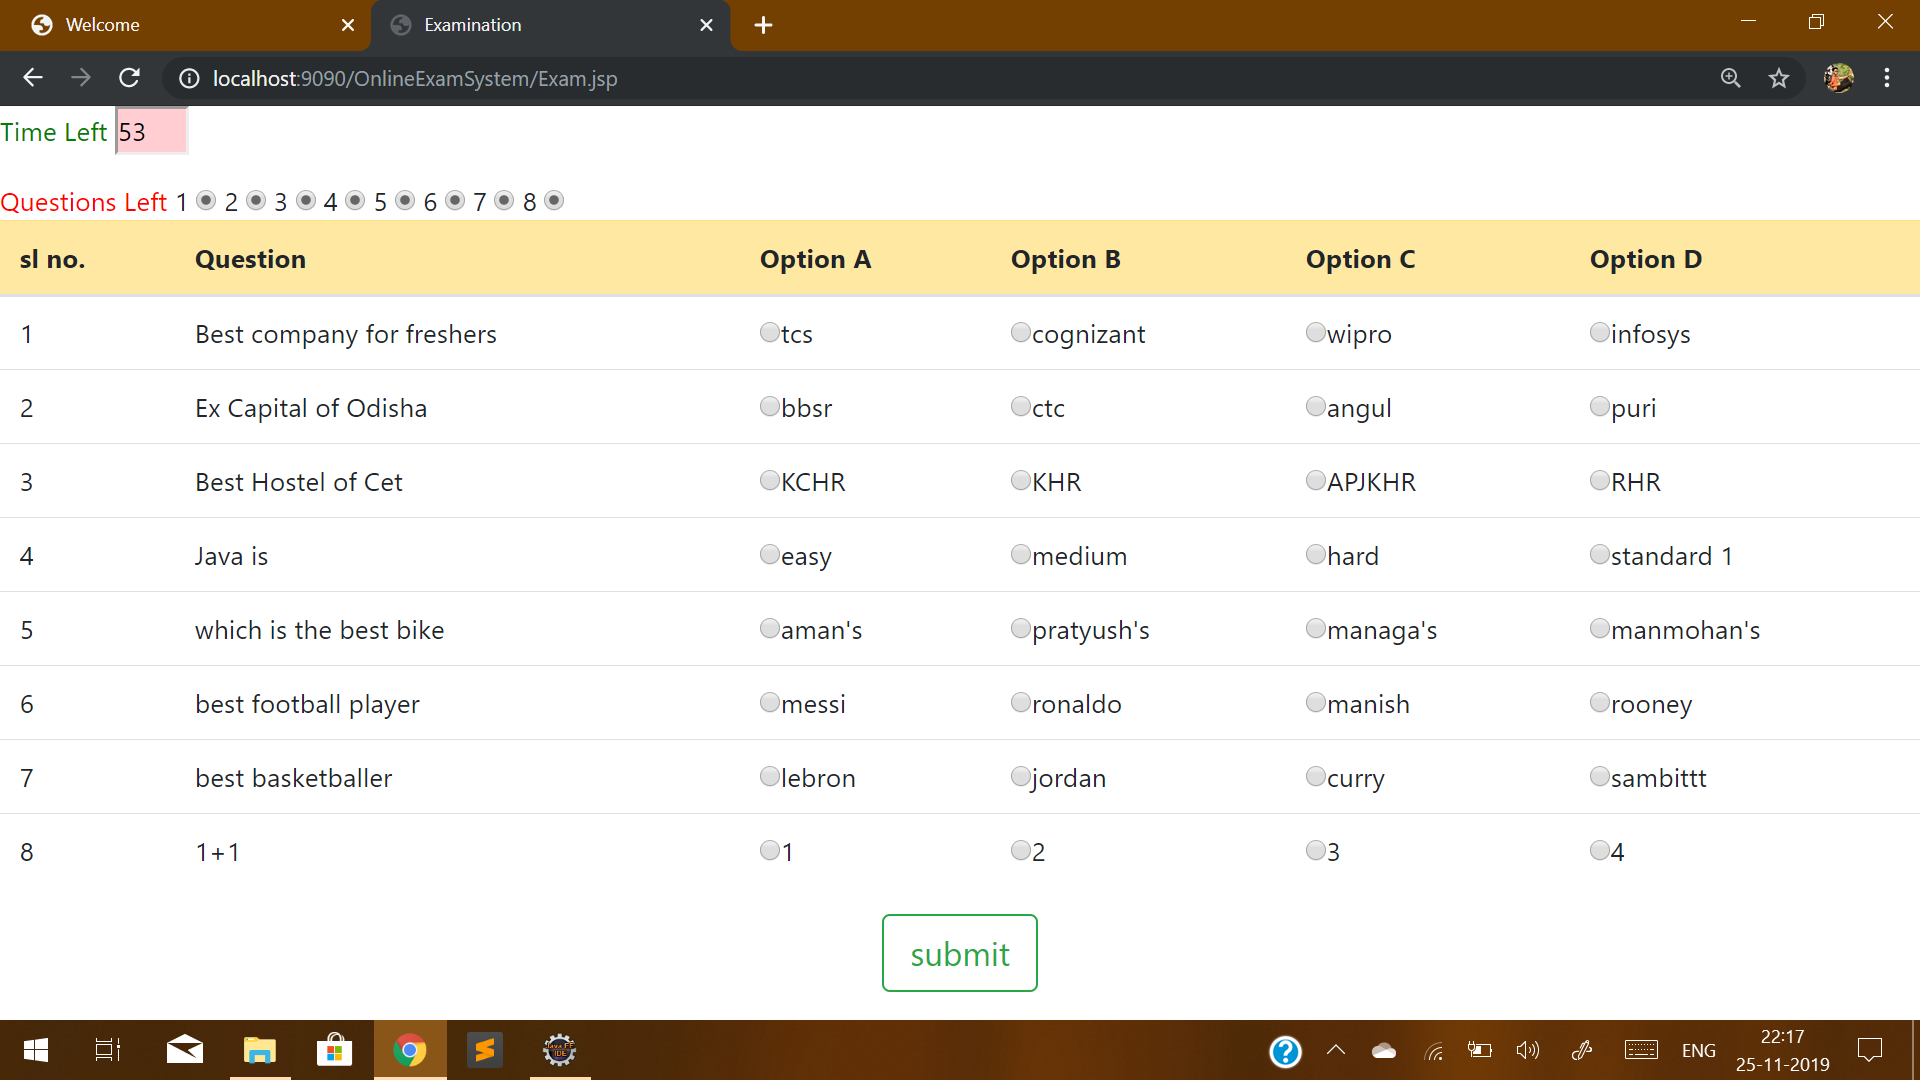 Welcome
Examination
localhost:9090/OnlineExamSystem/Exam.jsp
Time Left 53
Questions Left 1 2 3 4 5 6 7 8
sl no. Question Option A Option B Option C Option D
1 Best company for freshers tcs cognizant wipro infosys
2 Ex Capital of Odisha bbsr ctc angul puri
3 Best Hostel of Cet KCHR KHR APJKHR RHR
4 Java is easy medium hard standard 1
5 which is the best bike aman's pratyush's managa's manmohan's
6 best football player messi ronaldo manish rooney
7 best basketballer lebron jordan curry sambittt
8 1+1 1 2 3 4
submit
Java EE
IDE
ENG
22:17
25-11-2019